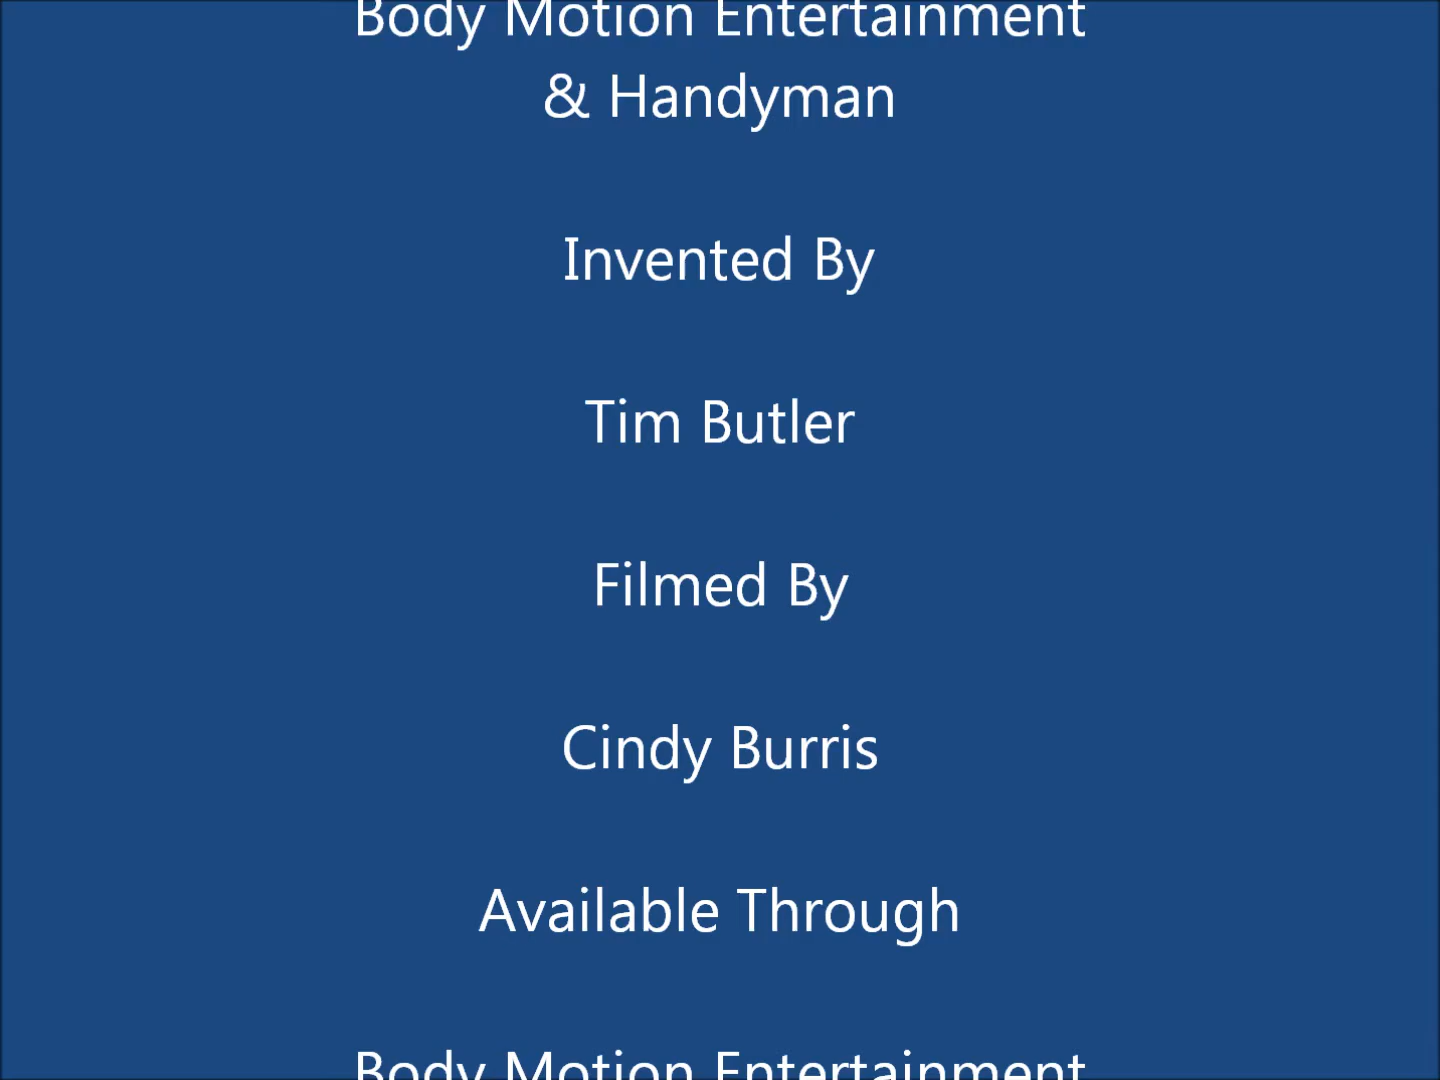 Body Motion Entertainment
& Handyman
Invented By
Tim Butler
Filmed By
Cindy Burris
Available Through
Body Motion Entertainment